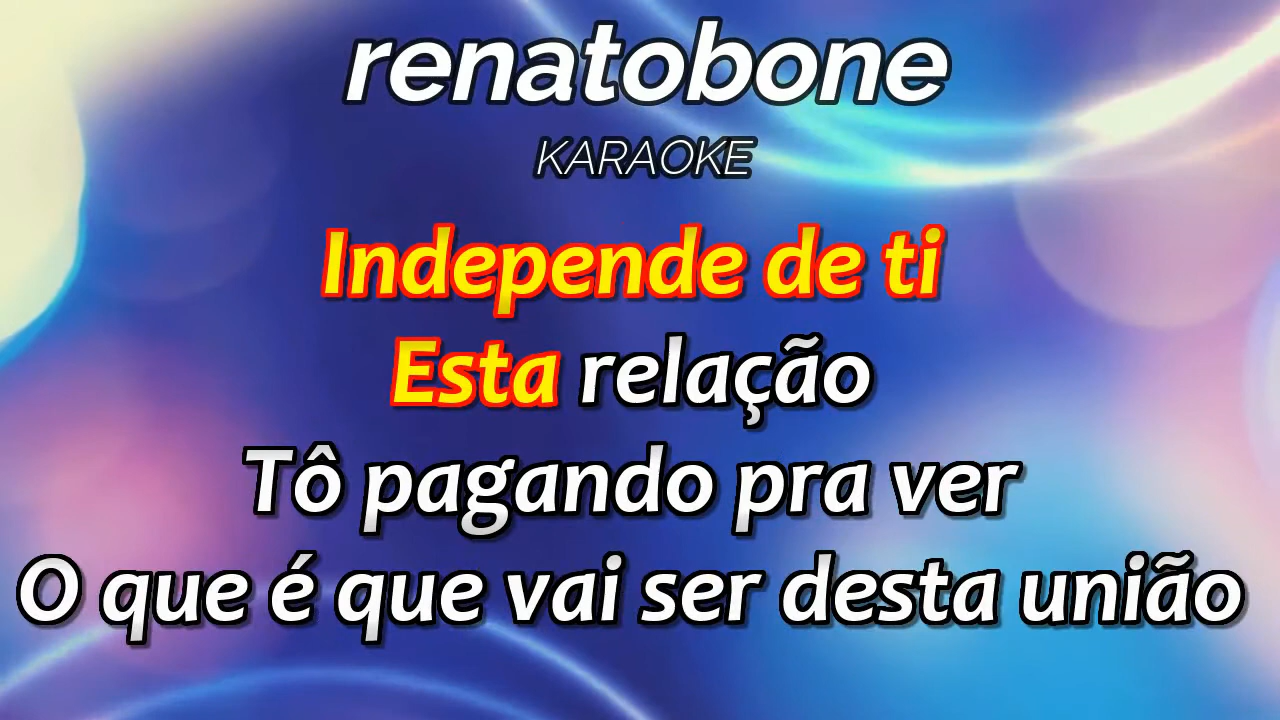 renatobone
KARAOKE
Independe de ti
Esta relação
Tô pagando pra ver
O que é que vai ser desta união